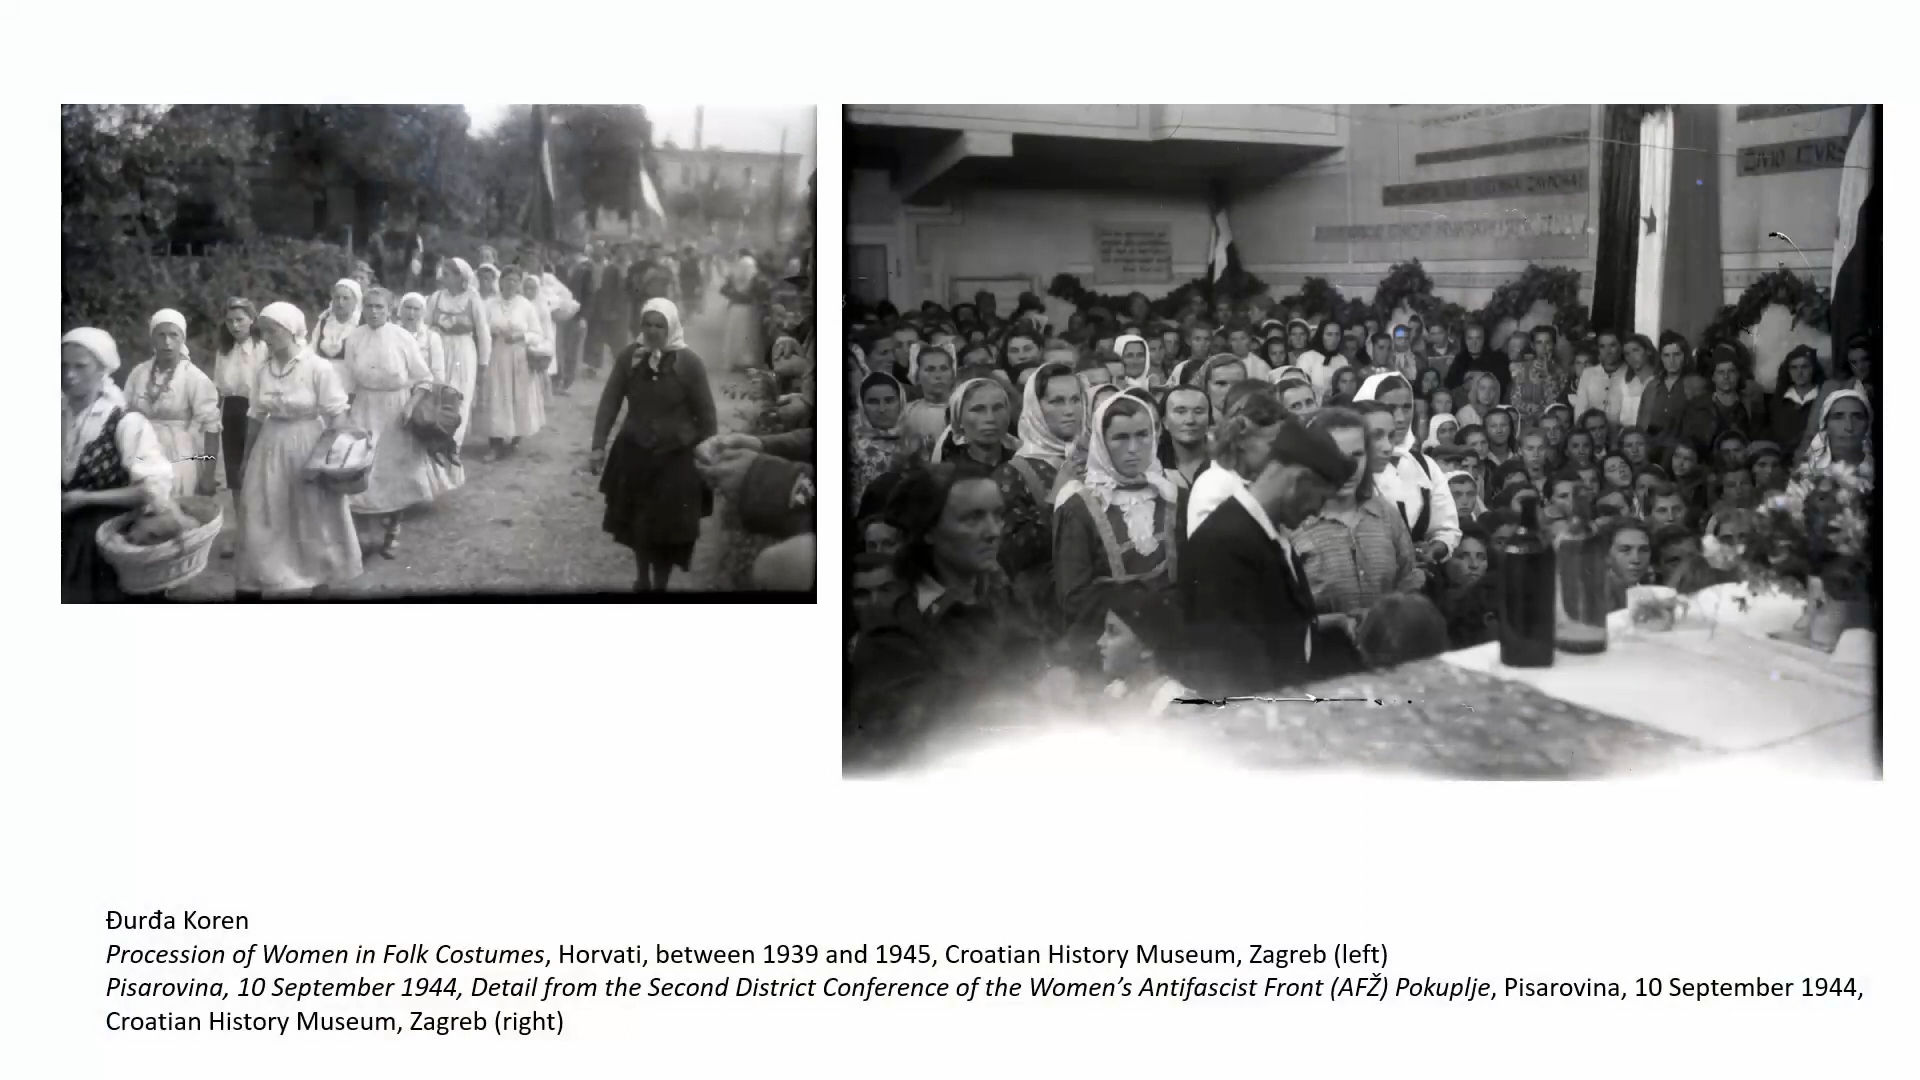 ŽIVIO IZVRŠ
Đurđa Koren
Procession of Women in Folk Costumes, Horvati, between 1939 and 1945, Croatian History Museum, Zagreb (left)
Pisarovina, 10 September 1944, Detail from the Second District Conference of the Women’s Antifascist Front (AFŽ) Pokuplje, Pisarovina, 10 September 1944,
Croatian History Museum, Zagreb (right)